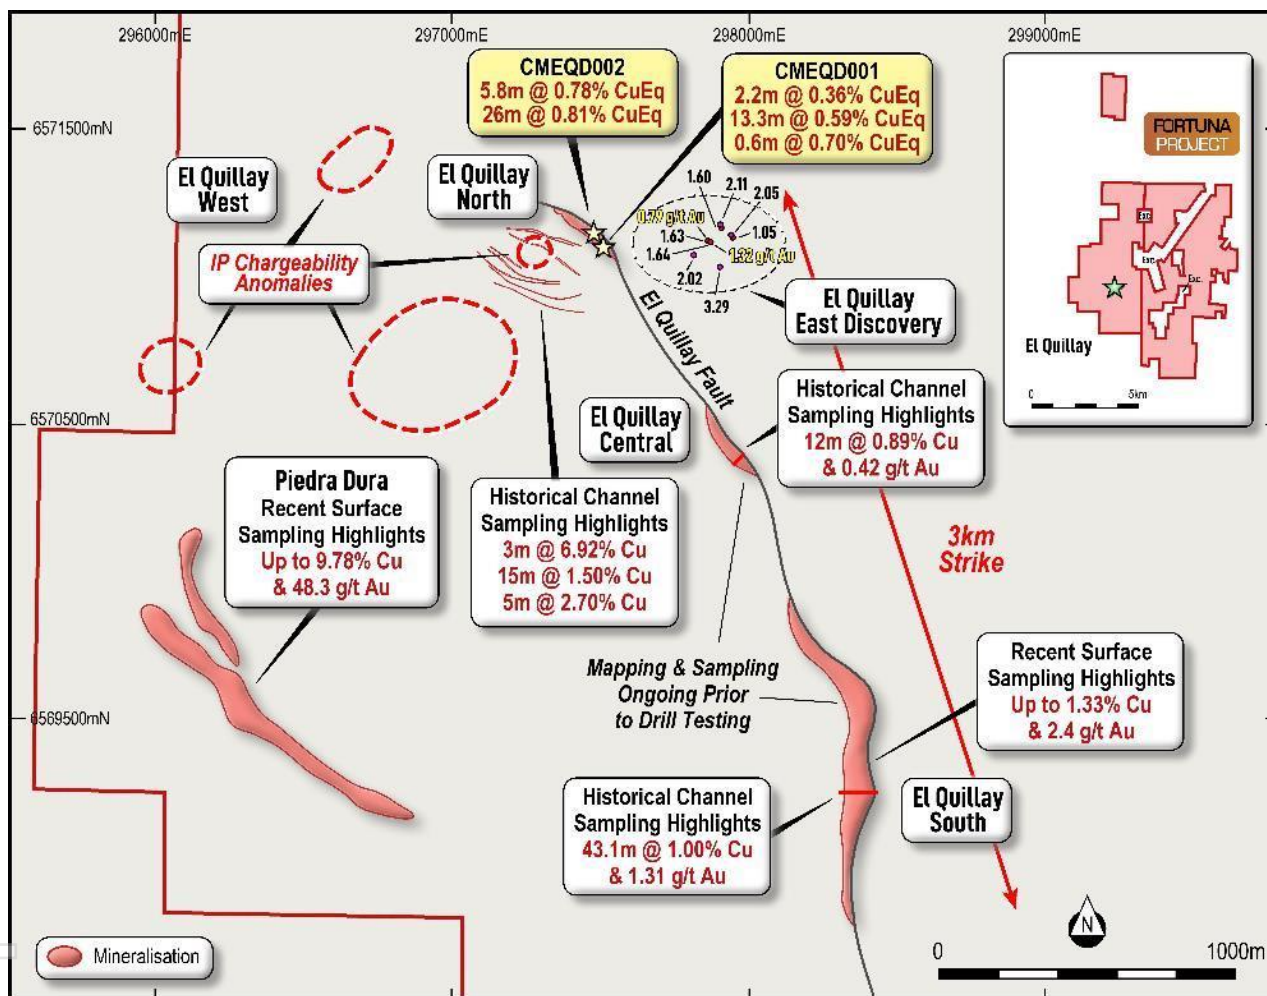 296000mE
297000mE
298000mE
299000mE
6571500mN
6570500mN
6569500mN
CMEQD002
5.8m @ 0.78% CuEq
26m @ 0.81% CuEq
CMEQD001
2.2m @ 0.36% CuEq
13.3m @ 0.59% CuEq
0.6m @ 0.70% CuEq
El Quillay
West
El Quillay
North
IP Chargeability
Anomalies
1.60
2.11
2.05
0.79 g/t Au
1.63
1.05
1.64
1.32 g/t Au
2.02
3.29
El Quillay
East Discovery
El Quillay Fault
El Quillay
Central
Historical Channel
Sampling Highlights
12m @ 0.89% Cu
& 0.42 g/t Au
Piedra Dura
Recent Surface
Sampling Highlights
Up to 9.78% Cu
& 48.3 g/t Au
Historical Channel
Sampling Highlights
3m @ 6.92% Cu
15m @ 1.50% Cu
5m @ 2.70% Cu
3km
Strike
Mapping & Sampling
Ongoing Prior
to Drill Testing
Recent Surface
Sampling Highlights
Up to 1.33% Cu
& 2.4 g/t Au
Historical Channel
Sampling Highlights
43.1m @ 1.00% Cu
& 1.31 g/t Au
El Quillay
South
Mineralisation
N
0
1000m
FORTUNA
PROJECT
Exc.
Exc.
Exc.
Exc.
El Quillay
0
5km